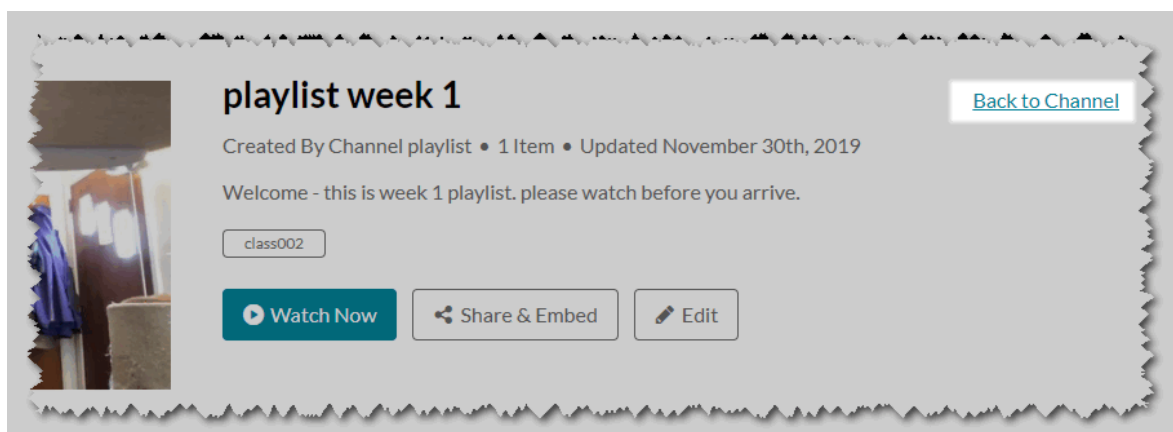 playlist week 1
Back to Channel
Created By Channel playlist • 1 Item • Updated November 30th, 2019
Welcome - this is week 1 playlist. please watch before you arrive.
class002
Watch Now
Share & Embed
Edit